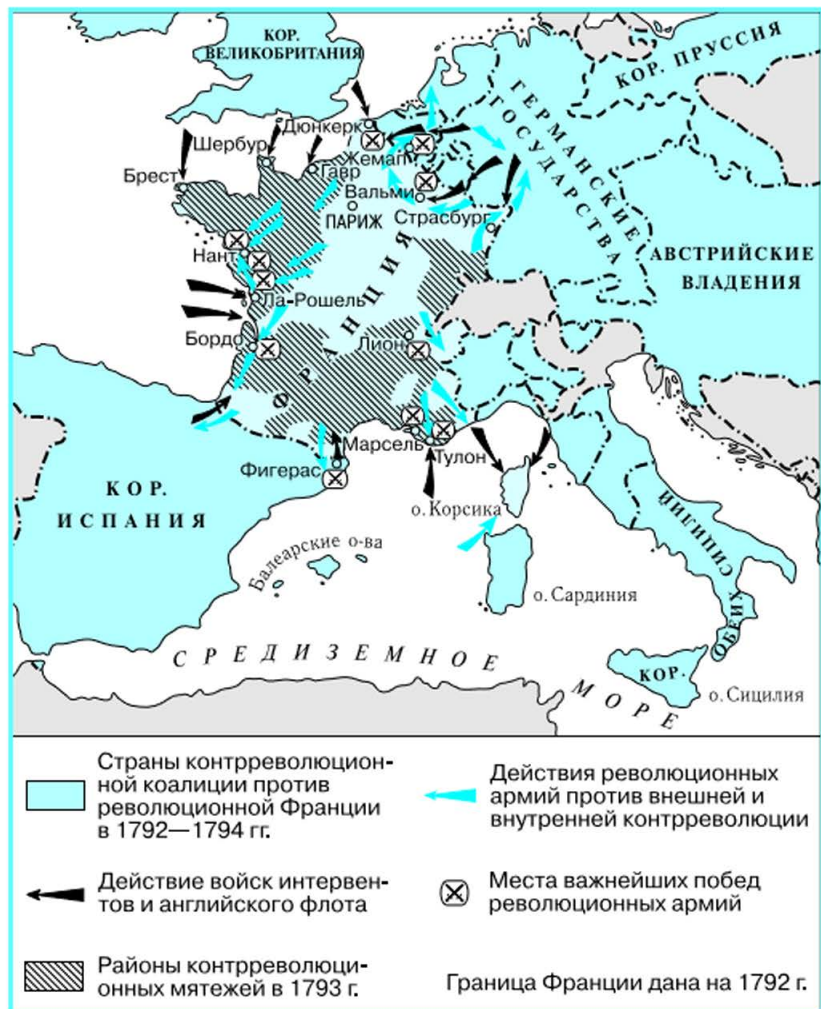 КОР.
ВЕЛИКОБРИТАНИЯ
КОР. ПРУССИЯ
ГЕРМАНСКИЕ
ГОСУДАРСТВА
Дюнкерк
Шербур
Жемап
Гавр
Брест
Вальми
ПАРИЖ
Страсбург
АВСТРИЙСКИЕ
ВЛАДЕНИЯ
Нант
ФРАНЦИЯ
Ла-Рошель
Бордо
Лион
Марсель
Тулон
Фигерас
КОР.
ИСПАНИЯ
о. Корсика
Балеарские о-ва
о. Сардиния
КОР.
ОБЕИХ
СИЦИЛИЙ
СРЕДИЗЕМНОЕ
МОРЕ
о. Сицилия
Страны контрреволюцион-
ной коалиции против
революционной Франции
в 1792—1794 гг.
Действие войск интервен-
тов и английского флота
Районы контрреволюци-
онных мятежей в 1793 г.
Действия революционных
армий против внешней и
внутренней контрреволюции
Места важнейших побед
революционных армий
Граница Франции дана на 1792 г.